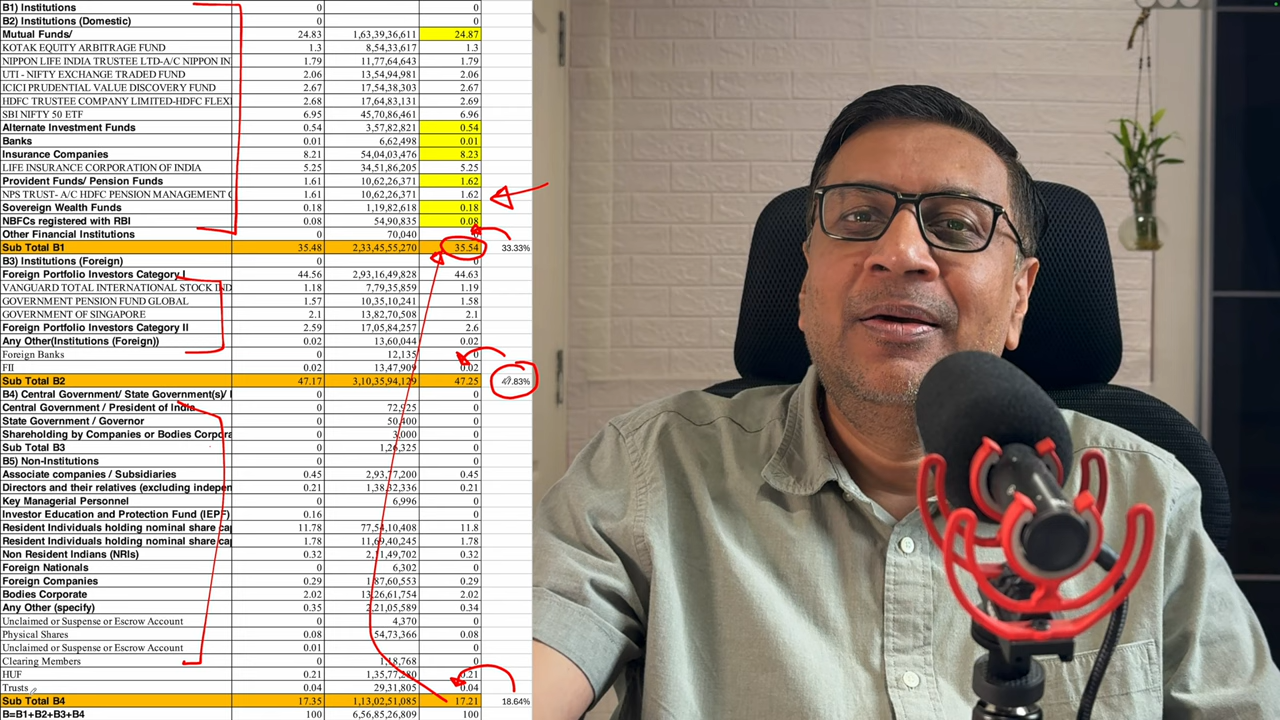 B1) Institutions 0 0 0
B2) Institutions (Domestic) 0 0 0
Mutual Funds/ 24.83 1,63,39,36,611 24.87
KOTAK EQUITY ARBITRAGE FUND 1.3 8,54,33,617 1.3
NIPPON LIFE INDIA TRUSTEE LTD-A/C NIPPON IN 1.79 11,77,64,643 1.79
UTI - NIFTY EXCHANGE TRADED FUND 2.06 13,54,94,981 2.06
ICICI PRUDENTIAL VALUE DISCOVERY FUND 2.67 17,54,38,303 2.67
HDFC TRUSTEE COMPANY LIMITED-HDFC FLEXI 2.68 17,64,83,131 2.69
SBI NIFTY 50 ETF 6.95 45,70,86,461 6.96
Alternate Investment Funds 0.54 3,57,82,821 0.54
Banks 0.01 6,62,498 0.01
Insurance Companies 8.21 54,04,03,476 8.23
LIFE INSURANCE CORPORATION OF INDIA 5.25 34,51,86,205 5.25
Provident Funds/ Pension Funds 1.61 10,62,26,371 1.62
NPS TRUST- A/C HDFC PENSION MANAGEMENT C 1.61 10,62,26,371 1.62
Sovereign Wealth Funds 0.18 1,19,82,618 0.18
NBFCs registered with RBI 0.08 54,90,835 0.08
Other Financial Institutions 0 70,040
Sub Total B1 35.48 2,33,45,55,270 35.54 33.33%
B3) Institutions (Foreign) 0 0
Foreign Portfolio Investors Category I 44.56 2,93,16,49,828 44.63
VANGUARD TOTAL INTERNATIONAL STOCK IND 1.18 7,79,35,859 1.19
GOVERNMENT PENSION FUND GLOBAL 1.57 10,35,10,241 1.58
GOVERNMENT OF SINGAPORE 2.1 13,82,70,508 2.1
Foreign Portfolio Investors Category II 2.59 17,05,84,257 2.6
Any Other(Institutions (Foreign)) 0.02 13,60,044 0.02
Foreign Banks 0 12,135 0
FII 0.02 13,47,909 0.02
Sub Total B2 47.17 3,10,35,94,129 47.25 47.83%
B4) Central Government/ State Government(s)/ 0 0
Central Government / President of India 0 72,925 0
State Government / Governor 0 50,400 0
Shareholding by Companies or Bodies Corpora 0 3,000 0
Sub Total B3 0 1,26,325 0
B5) Non-Institutions 0 0
Associate companies / Subsidiaries 0.45 2,93,77,200 0.45
Directors and their relatives (excluding indepen 0.21 1,38,32,336 0.21
Key Managerial Personnel 0 6,996 0
Investor Education and Protection Fund (IEPF) 0.16 0
Resident Individuals holding nominal share cap 11.78 77,54,10,408 11.8
Resident Individuals holding nominal share cap 1.78 11,69,40,245 1.78
Non Resident Indians (NRIs) 0.32 2,11,49,702 0.32
Foreign Nationals 0 6,302 0
Foreign Companies 0.29 1,87,60,553 0.29
Bodies Corporate 2.02 13,26,61,754 2.02
Any Other (specify) 0.35 2,21,05,589 0.34
Unclaimed or Suspense or Escrow Account 0 4,370 0
Physical Shares 0.08 54,73,366 0.08
Unclaimed or Suspense or Escrow Account 0.01 0
Clearing Members 0 1,18,768 0
HUF 0.21 1,35,77,280 0.21
Trusts 0.04 29,31,805 0.04
Sub Total B4 17.35 1,13,02,51,085 17.21 18.64%
B=B1+B2+B3+B4 100 6,56,85,26,809 100